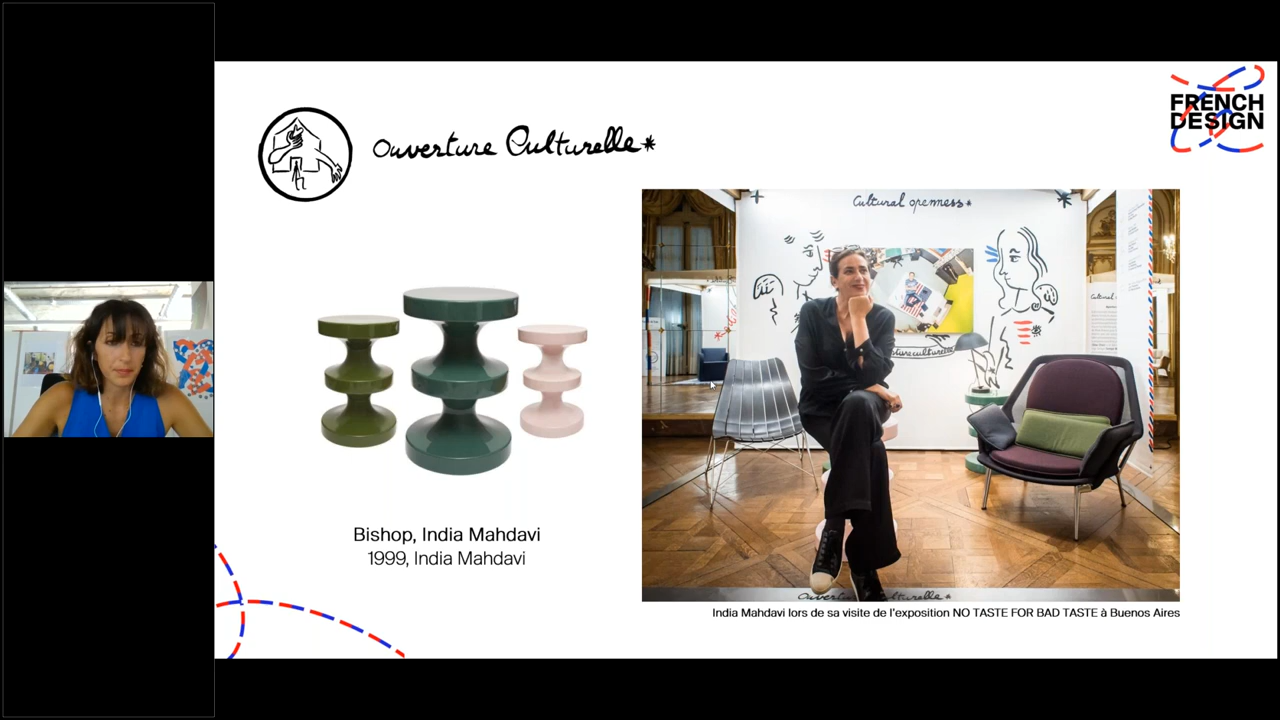 Ouverture Culturelle*
FRENCH
DESIGN
Cultural openness*
Bishop, India Mahdavi
1999, India Mahdavi
India Mahdavi lors de sa visite de l'exposition NO TASTE FOR BAD TASTE à Buenos Aires